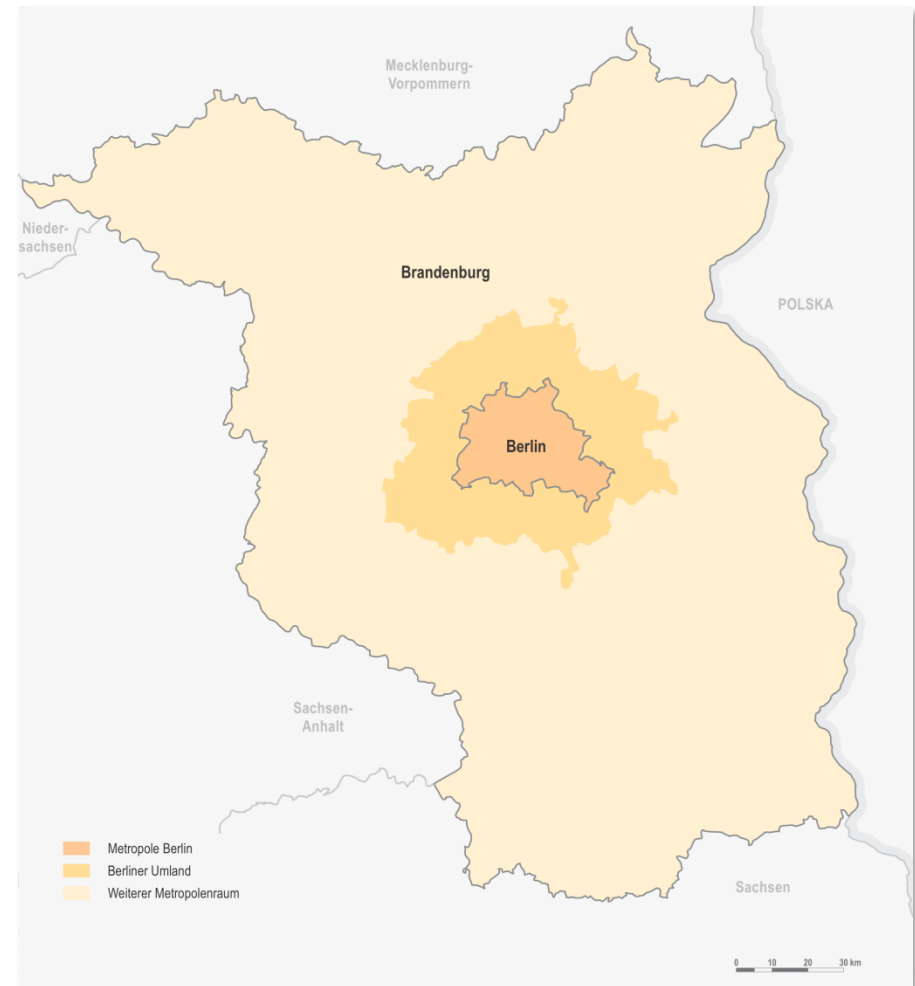 Mecklenburg-
Vorpommern
Nieder-
sachsen
Brandenburg
POLSKA
Berlin
Sachsen-
Anhalt
Metropole Berlin
Berliner Umland
Weiterer Metropolenraum
Sachsen
0 10 20 30 km